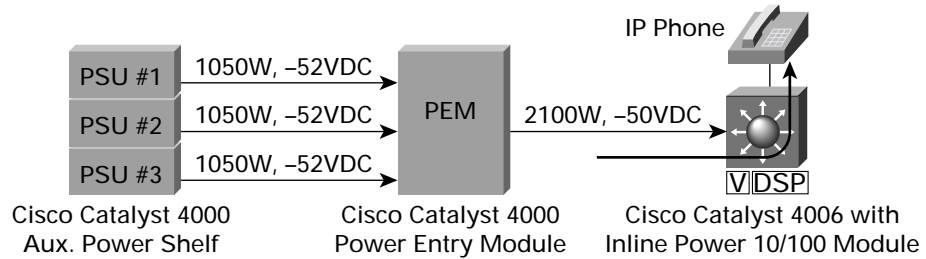 IP Phone
PSU #1
1050W, –52VDC
PSU #2
1050W, –52VDC
PSU #3
1050W, –52VDC
PEM
2100W, –50VDC
V DSP
Cisco Catalyst 4000
Aux. Power Shelf
Cisco Catalyst 4000
Power Entry Module
Cisco Catalyst 4006 with
Inline Power 10/100 Module